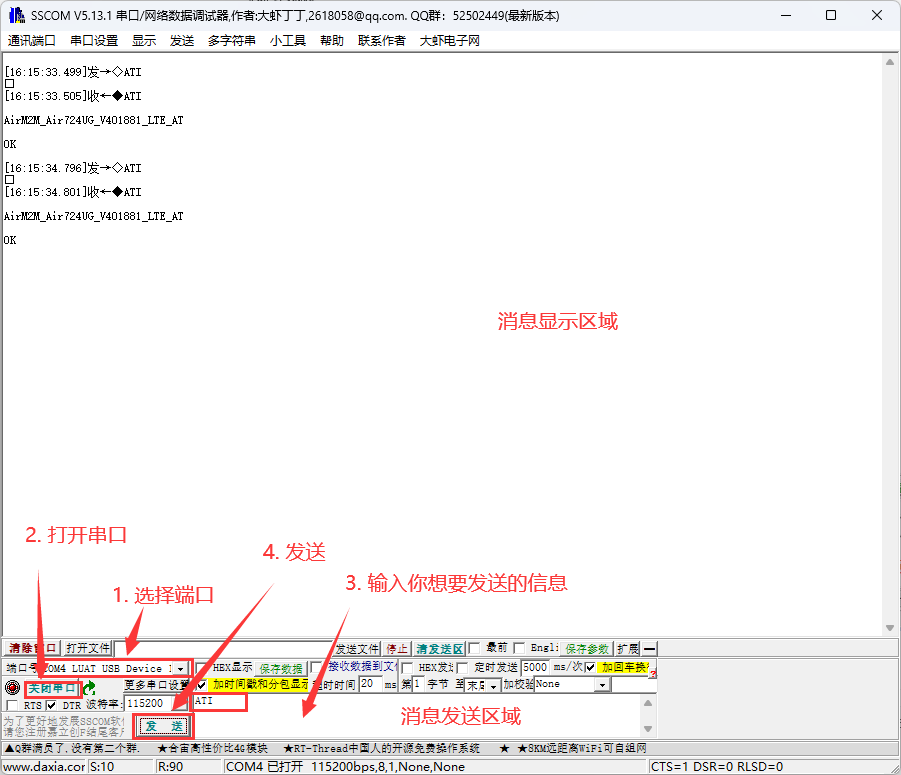 SSCOM V5.13.1 串口/网络数据调试器,作者:大虾丁丁,2618058@qq.com. QQ群：52502449(最新版本)
通讯端口 串口设置 显示 发送 多字符串 小工具 帮助 联系作者 大虾电子网
[16:15:33.499]发→◇ATI
□
[16:15:33.505]收←◆ATI
AirM2M_Air724UG_V401881_LTE_AT
OK
[16:15:34.796]发→◇ATI
□
[16:15:34.801]收←◆ATI
AirM2M_Air724UG_V401881_LTE_AT
OK
消息显示区域
2. 打开串口
4. 发送
3. 输入你想要发送的信息
1. 选择端口
清除窗口 打开文件 发送文件 停止 清发送区 最前 Engli 保存参数 扩展 —
端口号 COM4 LUAT USB Device HEX显示 保存数据 接收数据到文 HEX发 定时发送 5000 ms/次 加回车换
关闭串口 更多串口设置 加时间戳和分包显示 时时间 20 ms 第1 字节 至 末 加校验 None
RTS DTR 波特率: 115200 ATI
消息发送区域
为了更好地发展SSCOM软
请您注册嘉立创F结尾客
发 送
▲Q群满员了,没有第二个群. ★合宙高性价比4G模块 ★RT-Thread中国人的开源免费操作系统 ★ ★8KM远距离WiFi可自组网
www.daxia.cor S:10 R:90 COM4 已打开 115200bps,8,1,None,None CTS=1 DSR=0 RLSD=0